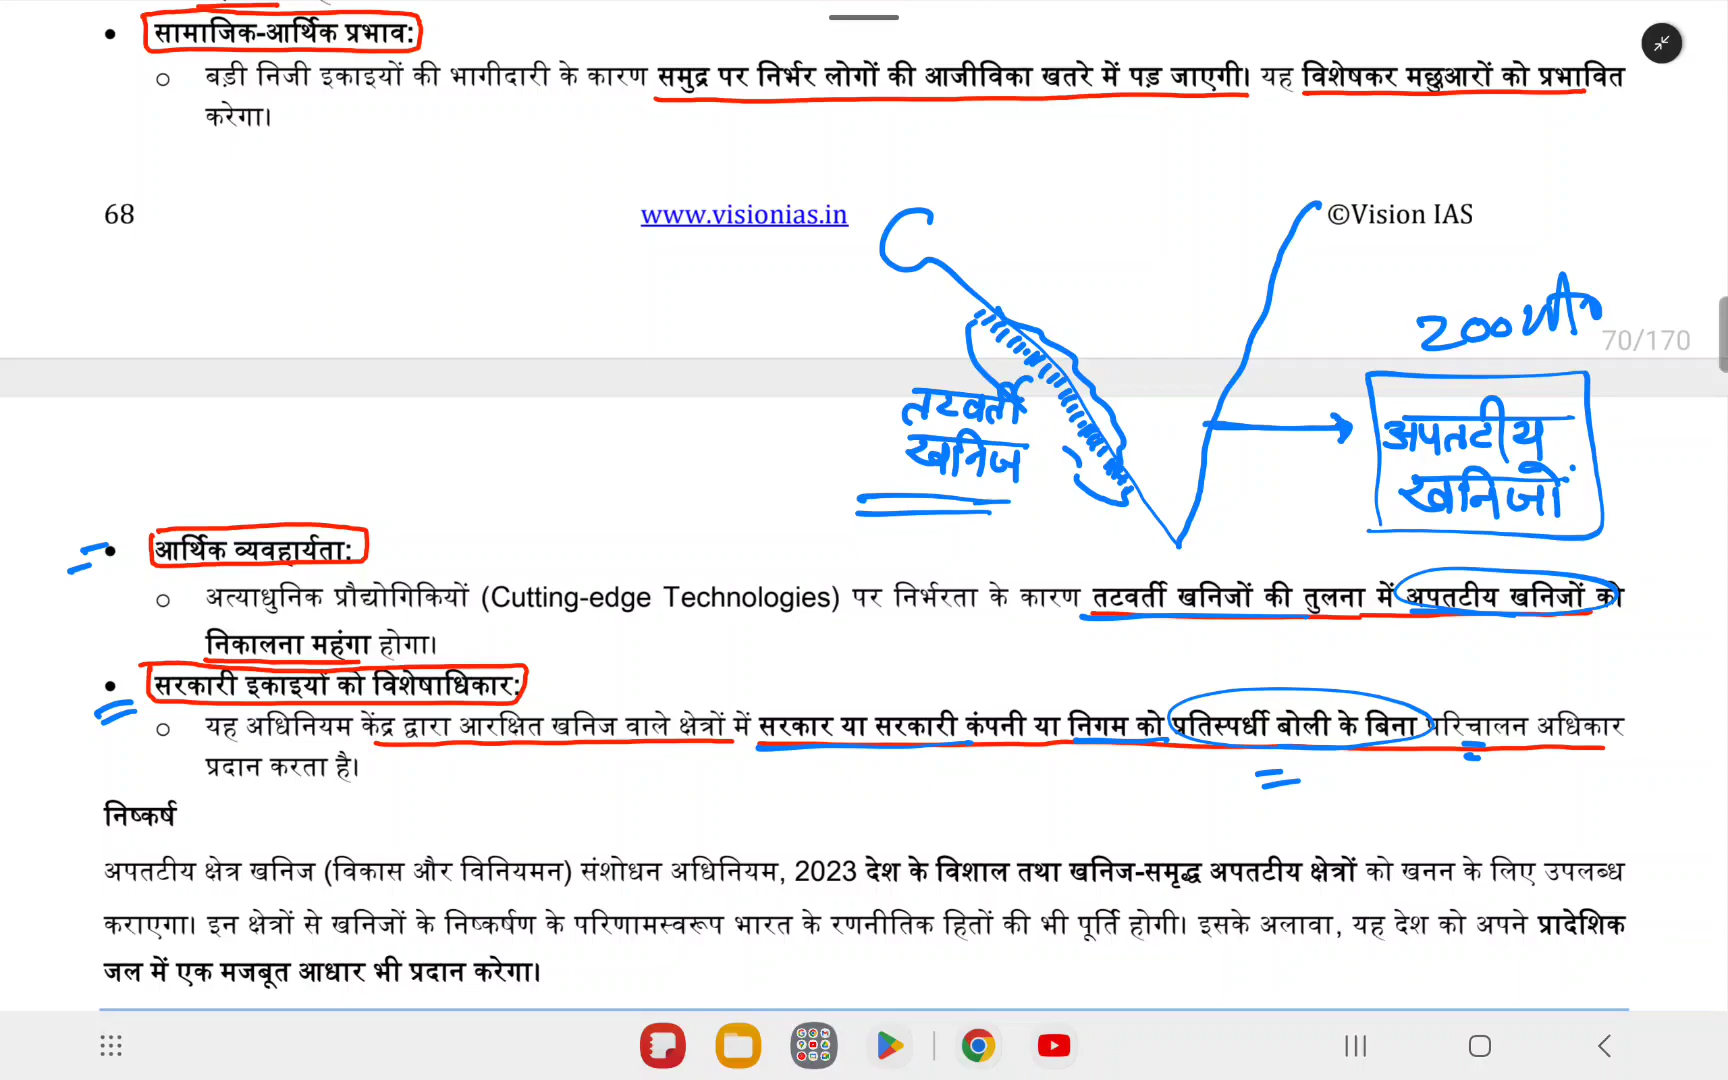 सामाजिक-आर्थिक प्रभाव:
बड़ी निजी इकाइयों की भागीदारी के कारण समुद्र पर निर्भर लोगों की आजीविका खतरे में पड़ जाएगी। यह विशेषकर मछुआरों को प्रभावित
करेगा।
68
www.visionias.in
©Vision IAS
70/170
तटवर्ती
खनिज
अपतटीय
खनिजों
आर्थिक व्यवहार्यता:
अत्याधुनिक प्रौद्योगिकियों (Cutting-edge Technologies) पर निर्भरता के कारण तटवर्ती खनिजों की तुलना में अपतटीय खनिजों को
निकालना महंगा होगा।
सरकारी इकाइयों को विशेषाधिकार:
यह अधिनियम केंद्र द्वारा आरक्षित खनिज वाले क्षेत्रों में सरकार या सरकारी कंपनी या निगम को प्रतिस्पर्धी बोली के बिना परिचालन अधिकार
प्रदान करता है।
निष्कर्ष
अपतटीय क्षेत्र खनिज (विकास और विनियमन) संशोधन अधिनियम, 2023 देश के विशाल तथा खनिज-समृद्ध अपतटीय क्षेत्रों को खनन के लिए उपलब्ध
कराएगा। इन क्षेत्रों से खनिजों के निष्कर्षण के परिणामस्वरूप भारत के रणनीतिक हितों की भी पूर्ति होगी। इसके अलावा, यह देश को अपने प्रादेशिक
जल में एक मजबूत आधार भी प्रदान करेगा।